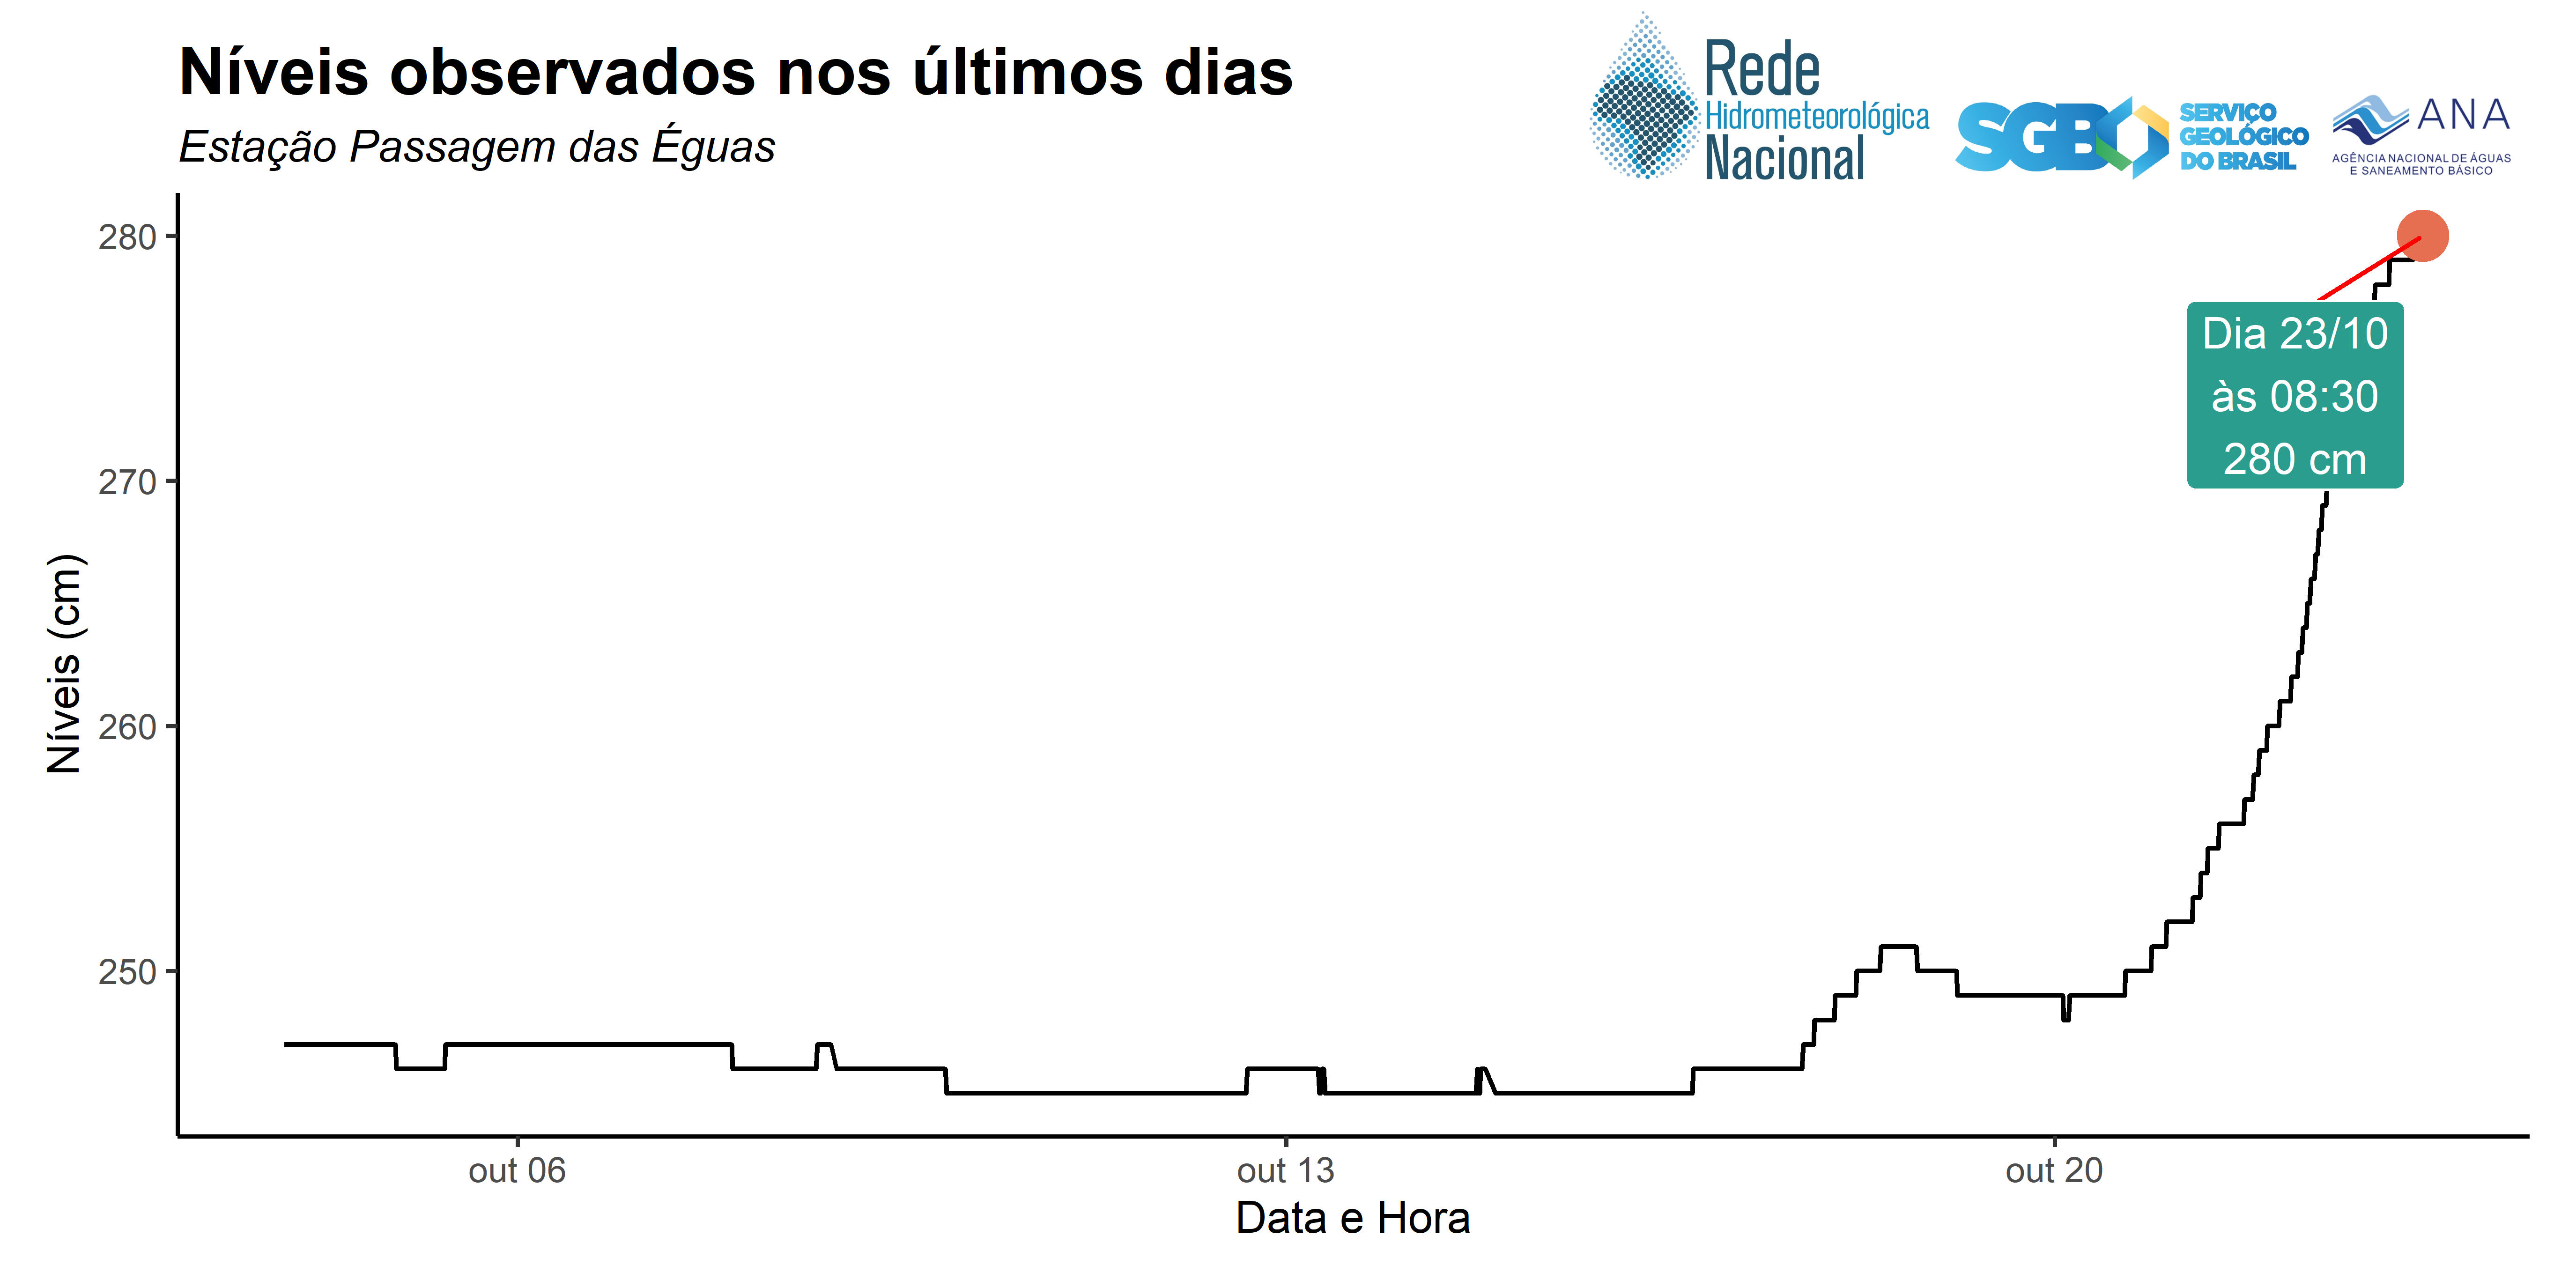 Níveis observados nos últimos dias
Estação Passagem das Éguas
Rede
Hidrometeorológica
Nacional
SGB
SERVIÇO
GEOLÓGICO
DO BRASIL
ANA
AGÊNCIA NACIONAL DE ÁGUAS
E SANEAMENTO BÁSICO
280
270
260
250
Níveis (cm)
Dia 23/10
às 08:30
280 cm
out 06
out 13
out 20
Data e Hora